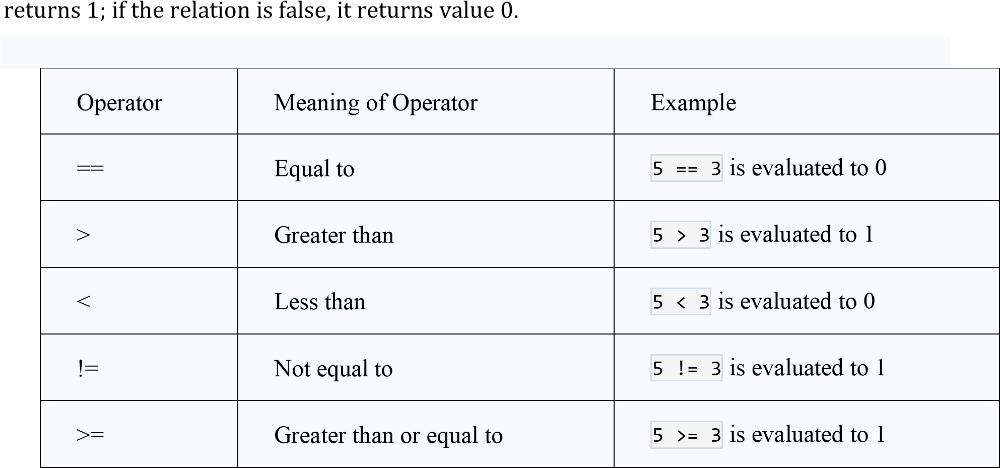 returns 1; if the relation is false, it returns value 0.
Operator Meaning of Operator Example
== Equal to 5 == 3 is evaluated to 0
> Greater than 5 > 3 is evaluated to 1
< Less than 5 < 3 is evaluated to 0
!= Not equal to 5 != 3 is evaluated to 1
>= Greater than or equal to 5 >= 3 is evaluated to 1